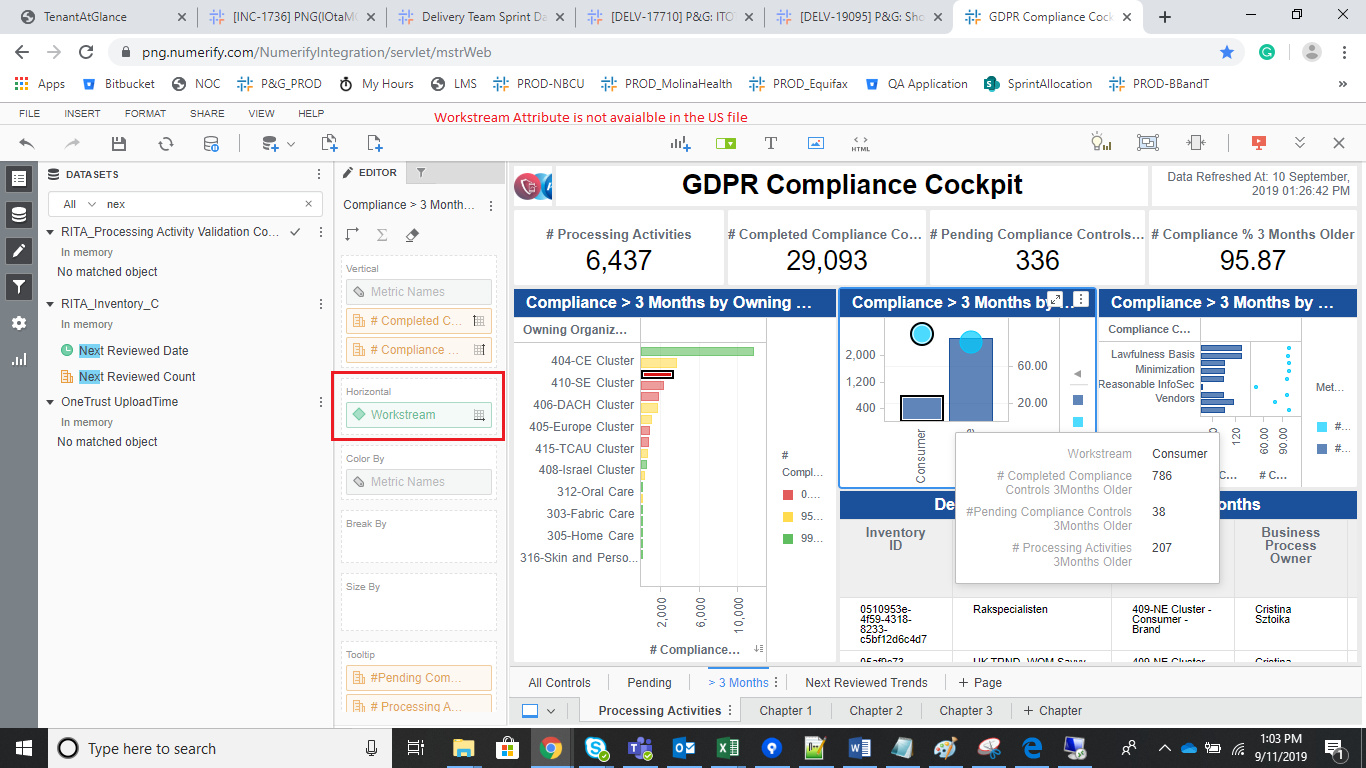 TenantAtGlance
[INC-1736] PNG(IOtaM
Delivery Team Sprint Da
[DELV-17710] P&G: ITO
[DELV-19095] P&G: Sho
GDPR Compliance Cock
png.numerify.com/NumerifyIntegration/servlet/mstrWeb
Apps Bitbucket NOC P&G_PROD My Hours LMS PROD-NBCU PROD_MolinaHealth PROD_Equifax QA Application SprintAllocation PROD-BBandT »
FILE INSERT FORMAT SHARE VIEW HELP
Workstream Attribute is not avaialble in the US file
HTML
DATASETS
All nex
RITA_Processing Activity Validation Co...
In memory
No matched object
RITA_Inventory_C
In memory
Next Reviewed Date
Next Reviewed Count
OneTrust UploadTime
In memory
No matched object
EDITOR
Compliance > 3 Month...
Vertical
Metric Names
# Completed C...
# Compliance ...
Horizontal
Workstream
Color By
Metric Names
Break By
Size By
Tooltip
#Pending Com...
# Processing A...
GDPR Compliance Cockpit
Data Refreshed At: 10 September,
2019 01:26:42 PM
# Processing Activities
6,437
# Completed Compliance Co...
29,093
# Pending Compliance Controls...
336
# Compliance % 3 Months Older
95.87
Compliance > 3 Months by Owning ...
Owning Organiz...
404-CE Cluster
410-SE Cluster
406-DACH Cluster
405-Europe Cluster
415-TCAU Cluster
408-Israel Cluster
312-Oral Care
303-Fabric Care
305-Home Care
316-Skin and Perso...
2,000
6,000
10,000
# Compliance...
#
Compl...
0....
95...
99...
Compliance > 3 Months by ...
2,000
1,200
400
60.00
20.00
Consumer
Workstream Consumer
# Completed Compliance 786
Controls 3Months Older
#Pending Compliance Controls 38
3Months Older
# Processing Activities 207
3Months Older
Compliance > 3 Months by ...
Compliance C...
Lawfulness Basis
Minimization
Reasonable InfoSec
Vendors
120
60.00
90.00
C...
# C...
Met...
#...
#...
De
onths
Inventory
ID
Business
Process
Owner
0510953e-
4f59-4318-
8233-
c5bf12d6c4d7
Rakspecialisten
409-NE Cluster -
Consumer -
Brand
Cristina
Sztoika
05af9c73
UK TRND WOM Savvy
409-NE Cluster
Cristina
All Controls Pending > 3 Months Next Reviewed Trends + Page
Processing Activities Chapter 1 Chapter 2 Chapter 3 + Chapter
Type here to search
1:03 PM
9/11/2019
1